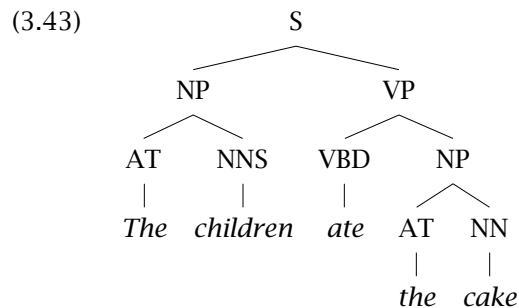 (3.43) S
NP VP
AT NNS VBD NP
The children ate AT NN
the cake